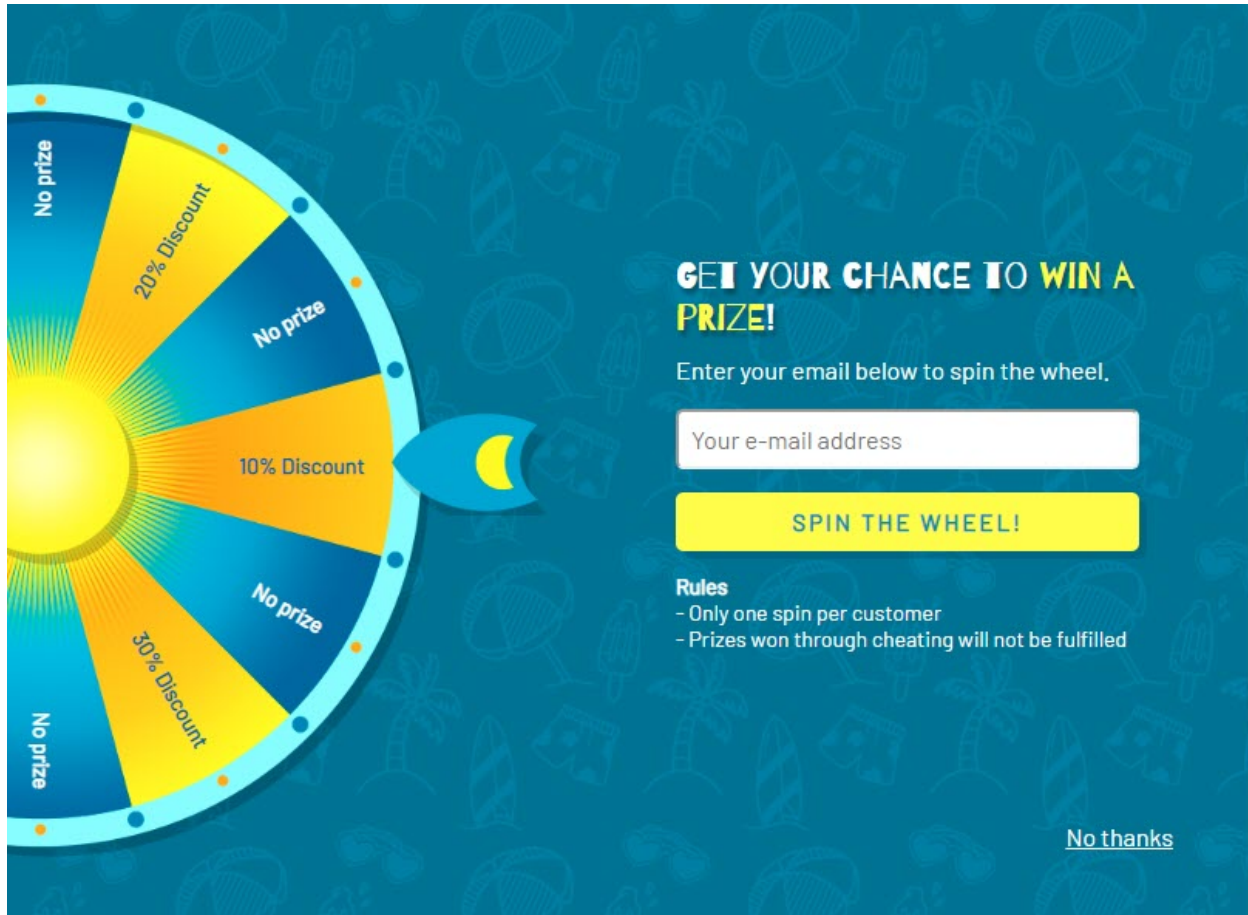 No prize
20% Discount
No prize
10% Discount
No prize
30% Discount
No prize
GET YOUR CHANCE TO WIN A
PRIZE!
Enter your email below to spin the wheel.
Your e-mail address
SPIN THE WHEEL!
Rules
- Only one spin per customer
- Prizes won through cheating will not be fulfilled
No thanks